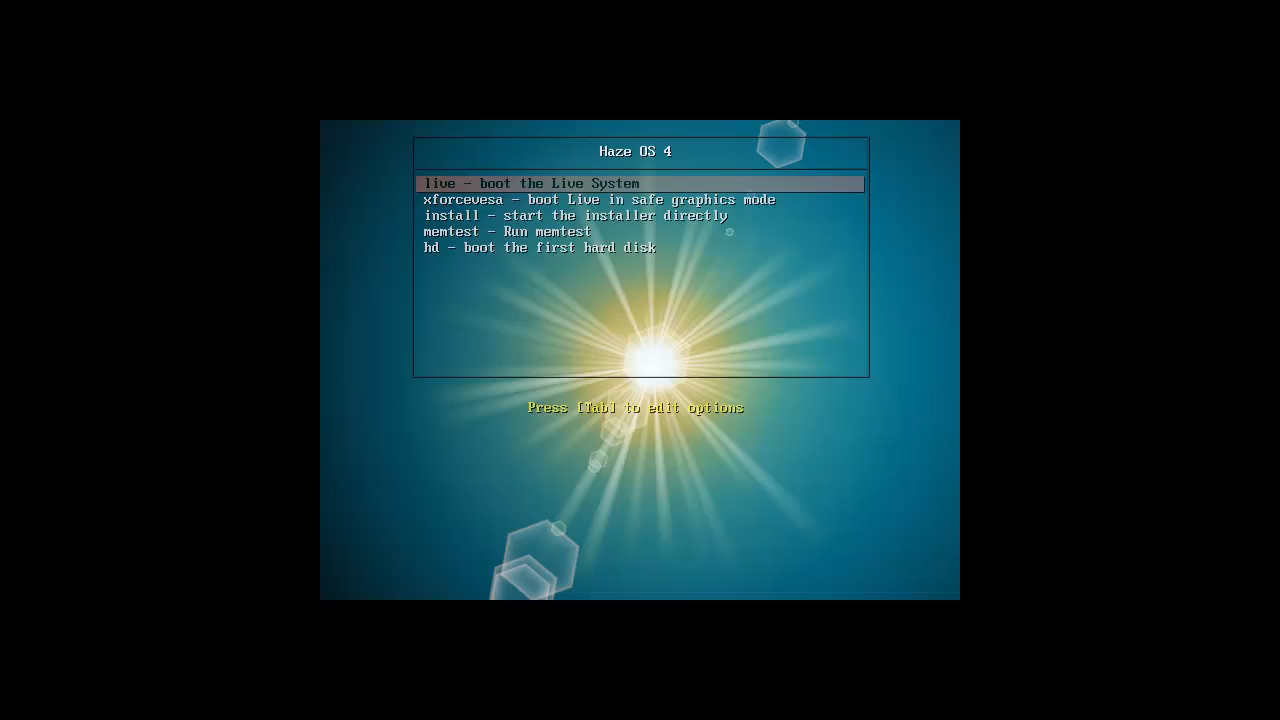 Haze OS 4
live - boot the Live System
xforcevesa - boot Live in safe graphics mode
install - start the installer directly
memtest - Run memtest
hd - boot the first hard disk
Press [Tab] to edit options